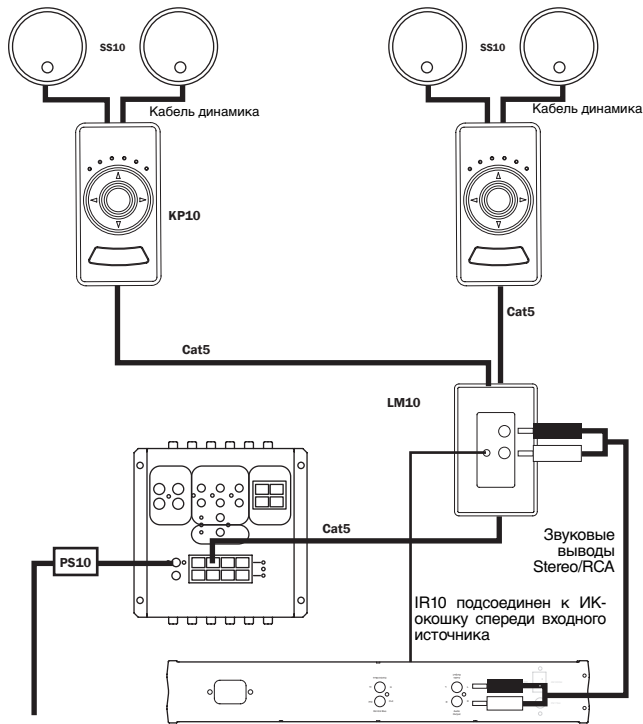 SS10
SS10
Кабель динамика
Кабель динамика
KP10
Cat5
Cat5
LM10
Cat5
PS10
Звуковые
выводы
Stereo/RCA
IR10 подсоединен к ИК-
окошку спереди входного
источника